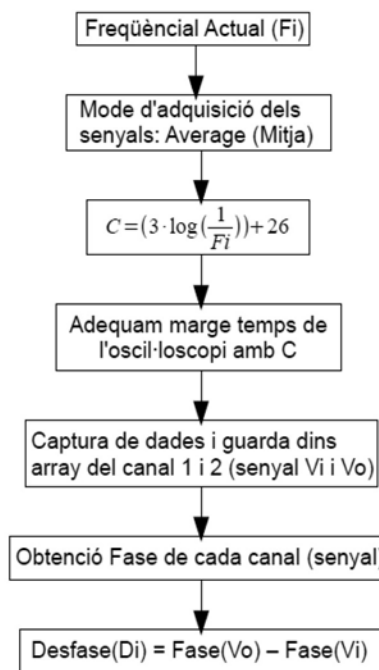 Freqüèncial Actual (Fi)
Mode d'adquisició dels
senyals: Average (Mitja)
C=(3·log(1/Fi))+26
Adequam marge temps de
l'oscil·loscopi amb C
Captura de dades i guarda dins
array del canal 1 i 2 (senyal Vi i Vo)
Obtenció Fase de cada canal (senyal)
Desfase(Di) = Fase(Vo) – Fase(Vi)